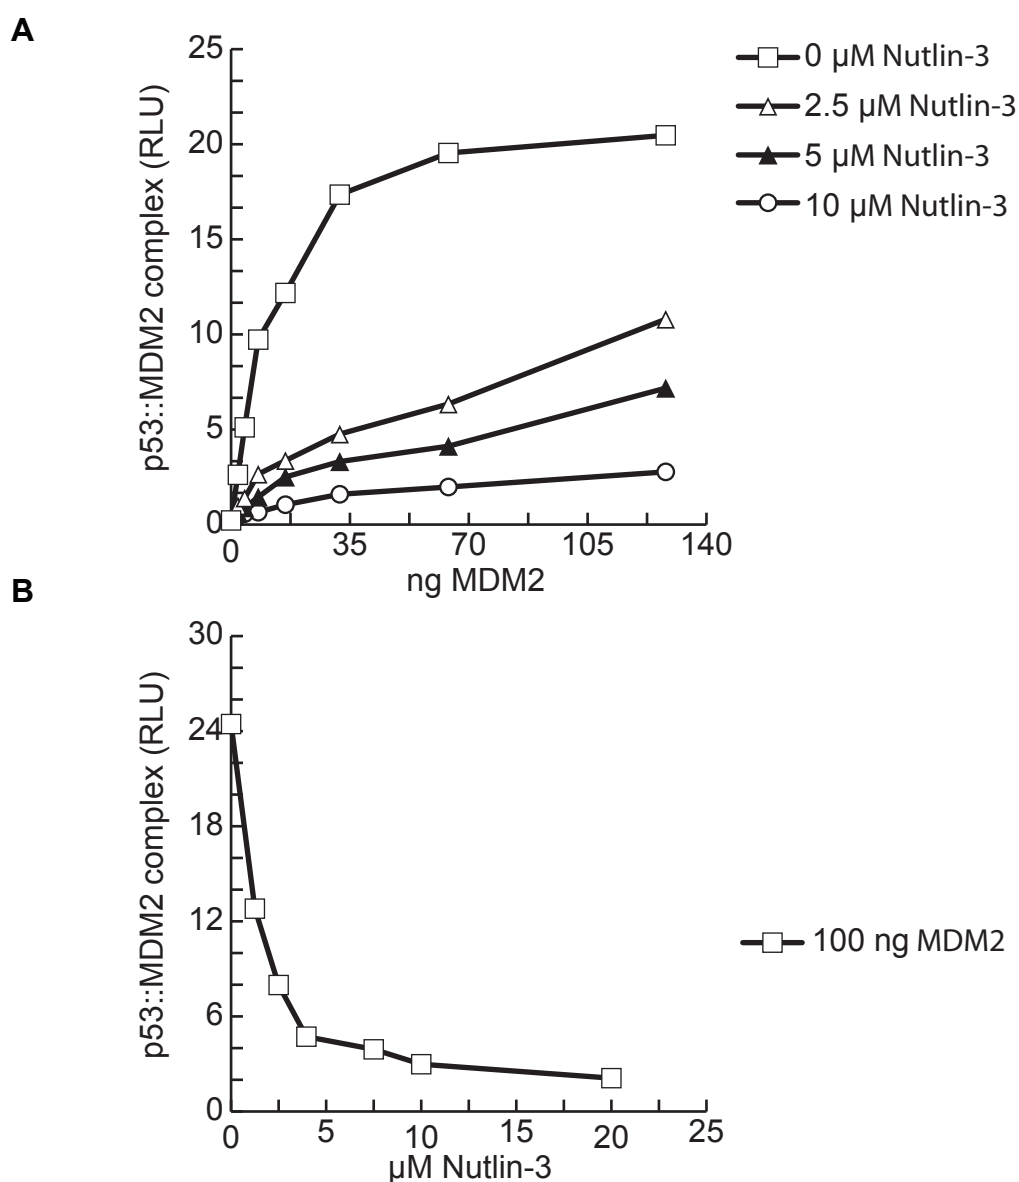 A
p53::MDM2 complex (RLU)
25
20
15
10
5
0
0 35 70 105 140
ng MDM2
0 µM Nutlin-3
2.5 µM Nutlin-3
5 µM Nutlin-3
10 µM Nutlin-3
B
p53::MDM2 complex (RLU)
30
24
18
12
6
0
0 5 10 15 20 25
µM Nutlin-3
100 ng MDM2